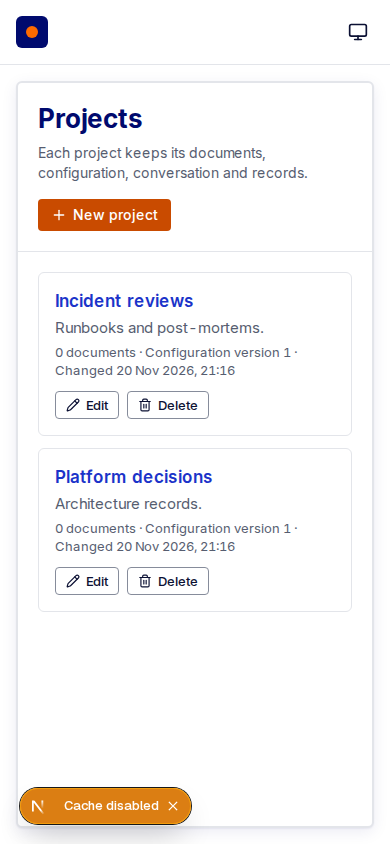 Projects
Each project keeps its documents,
configuration, conversation and records.
+ New project
Incident reviews
Runbooks and post-mortems.
0 documents · Configuration version 1 ·
Changed 20 Nov 2026, 21:16
Edit
Delete
Platform decisions
Architecture records.
0 documents · Configuration version 1 ·
Changed 20 Nov 2026, 21:16
Edit
Delete
N Cache disabled